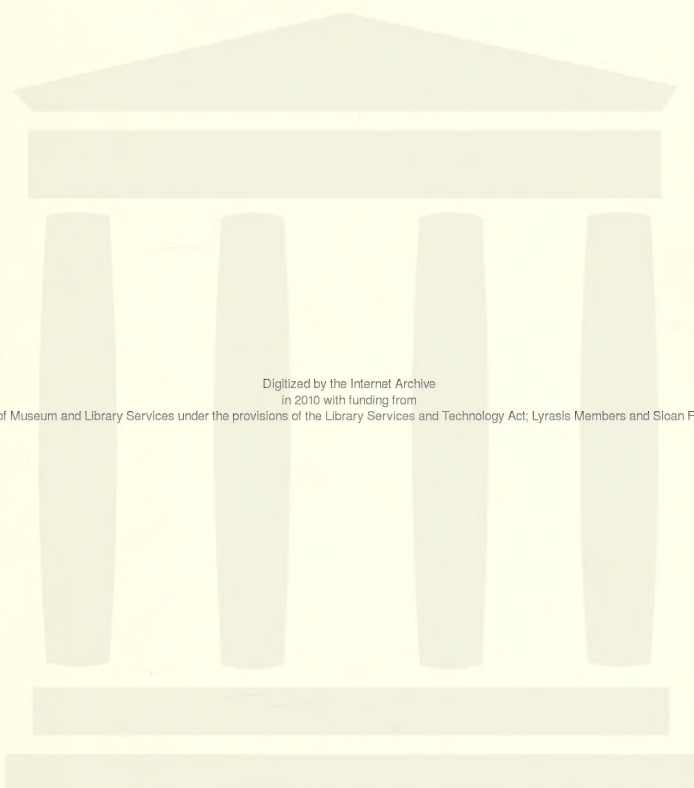 Digitized by the Internet Archive
in 2010 with funding from
of Museum and Library Services under the provisions of the Library Services and Technology Act; Lyrasis Members and Sloan F